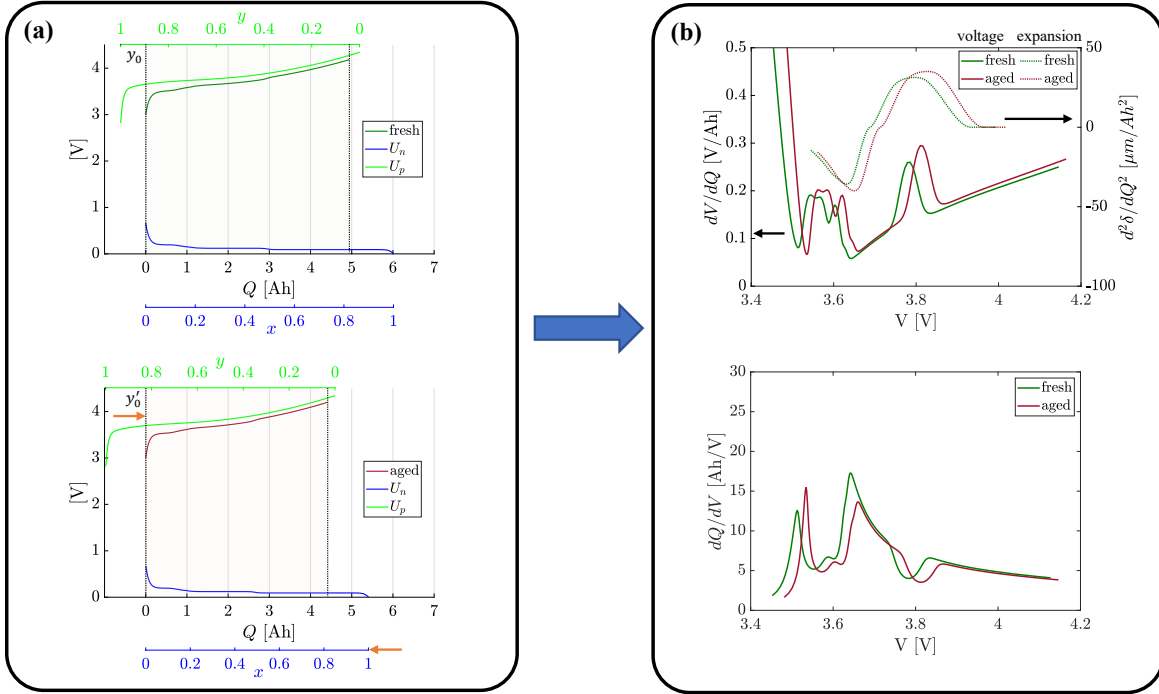 (a)
y
1 0.8 0.6 0.4 0.2 0
y₀
[V]
4
3
2
1
0
fresh
Uₙ
Uₚ
0 1 2 3 4 5 6 7
Q [Ah]
0 0.2 0.4 0.6 0.8 1
x
y
1 0.8 0.6 0.4 0.2 0
y₀′
[V]
4
3
2
1
0
aged
Uₙ
Uₚ
0 1 2 3 4 5 6 7
Q [Ah]
0 0.2 0.4 0.6 0.8 1
x
(b)
voltage expansion
fresh fresh
aged aged
dV/dQ [V/Ah]
0.5
0.4
0.3
0.2
0.1
0
50
0
-50
-100
d²δ/dQ² [μm/Ah²]
3.4 3.6 3.8 4 4.2
V [V]
fresh
aged
dQ/dV [Ah/V]
30
25
20
15
10
5
0
3.4 3.6 3.8 4 4.2
V [V]